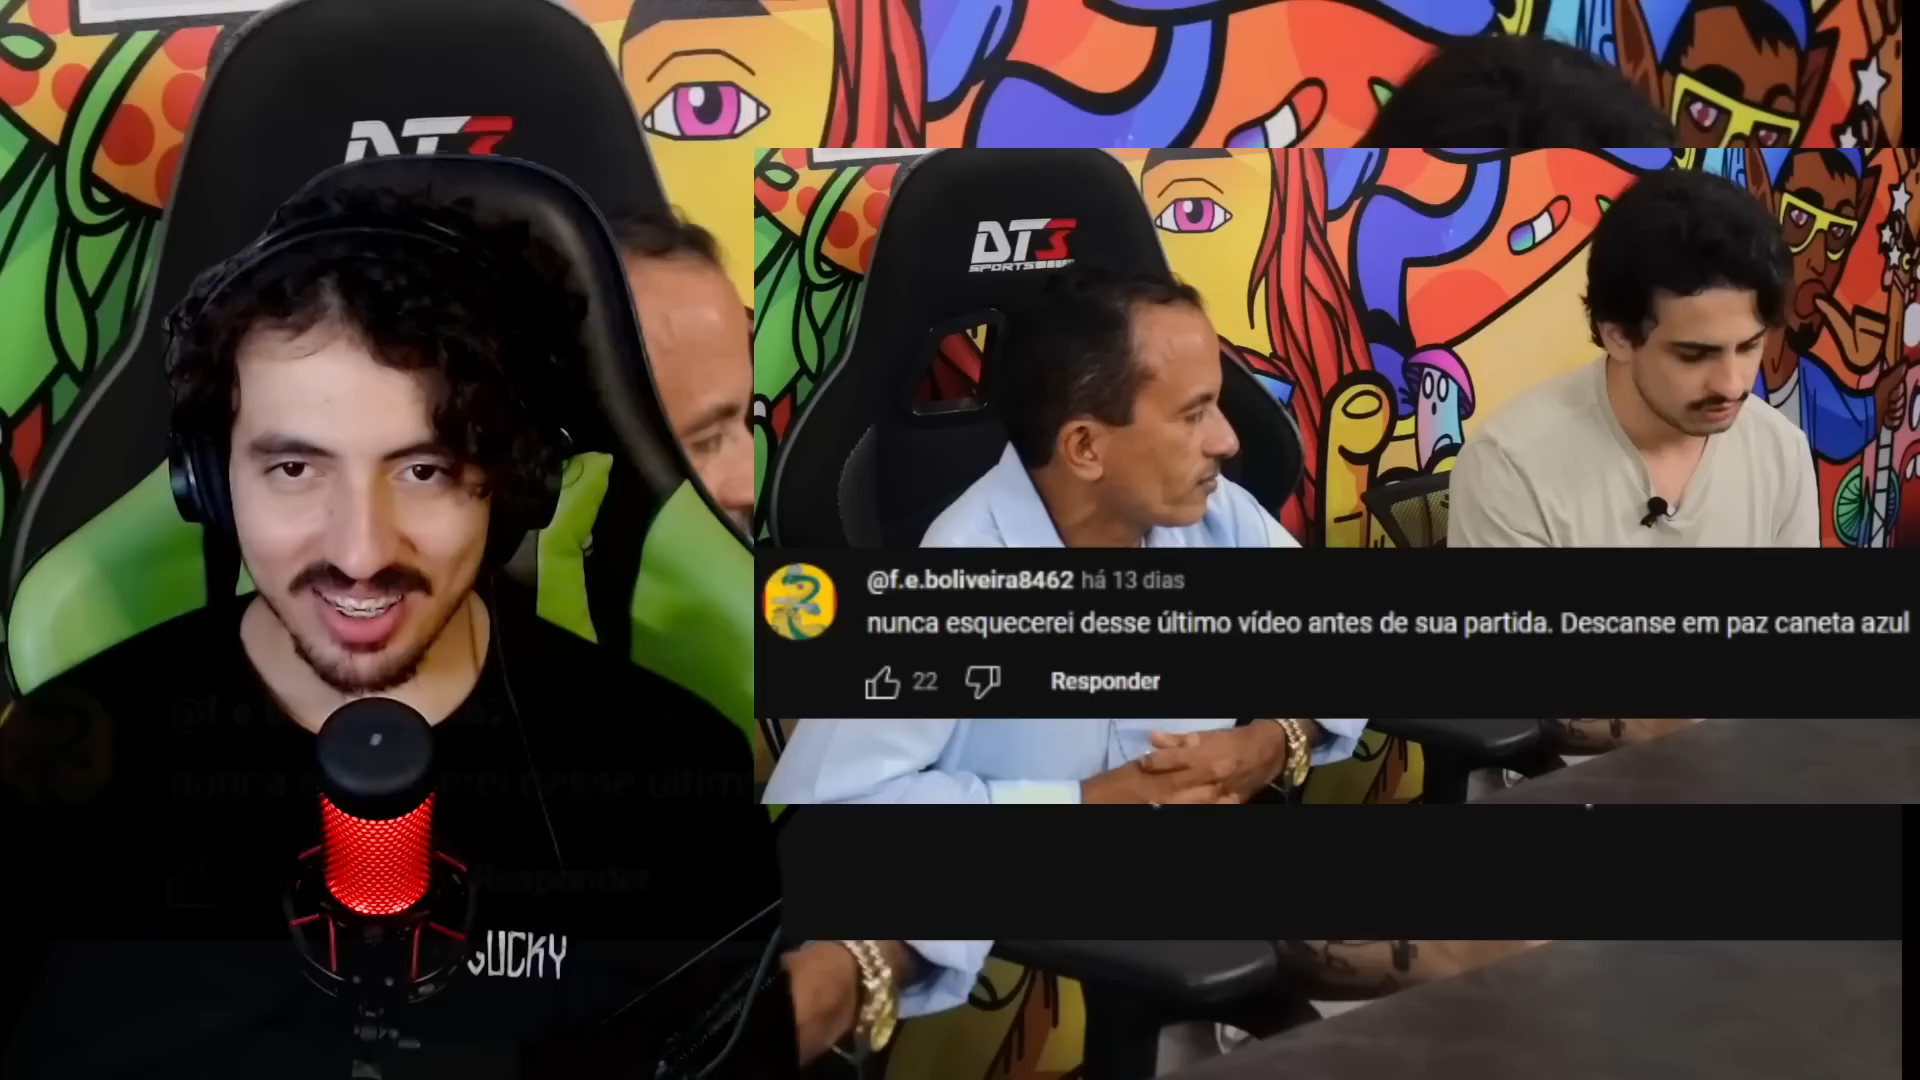 DT3
DT3
SPORTS
@f.e.boliveira8462 há 13 dias
nunca esquecerei desse último vídeo antes de sua partida. Descanse em paz caneta azul
22
Responder
Responder